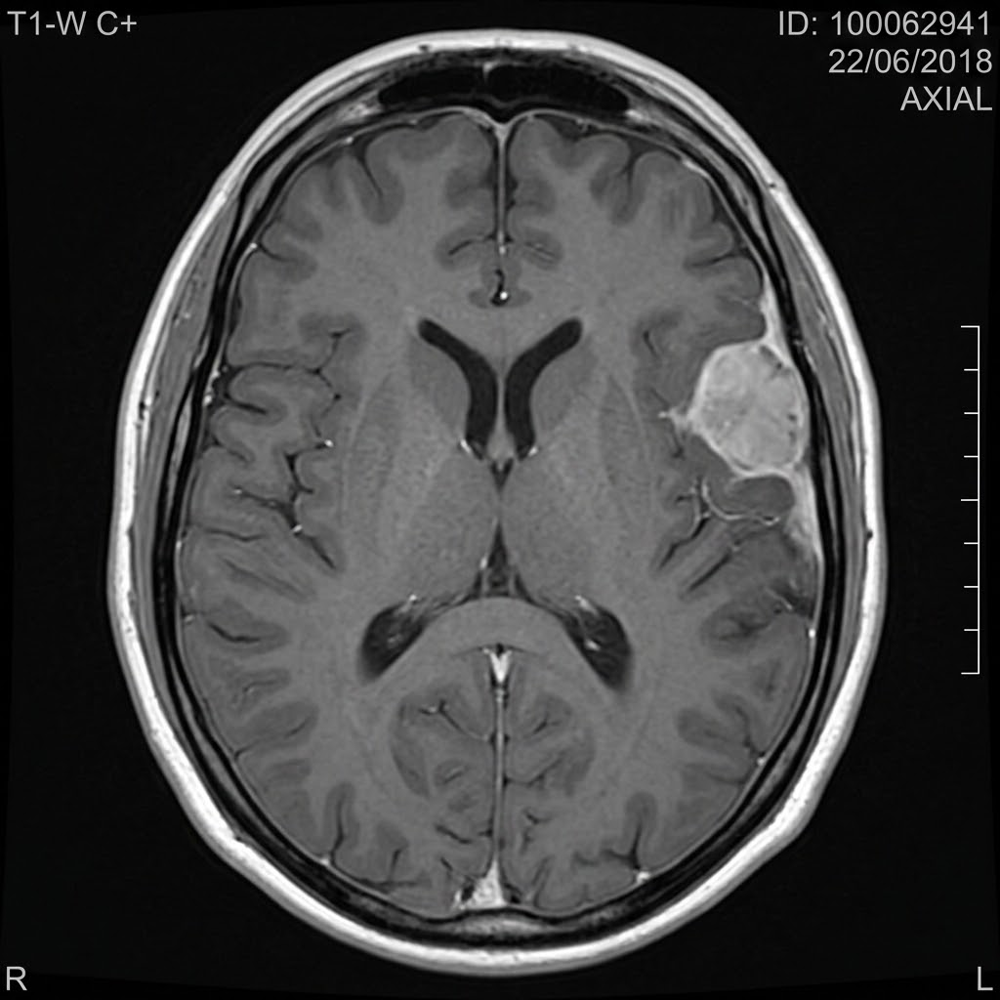 T1-W C+
ID: 100062941
22/06/2018
AXIAL
R
L